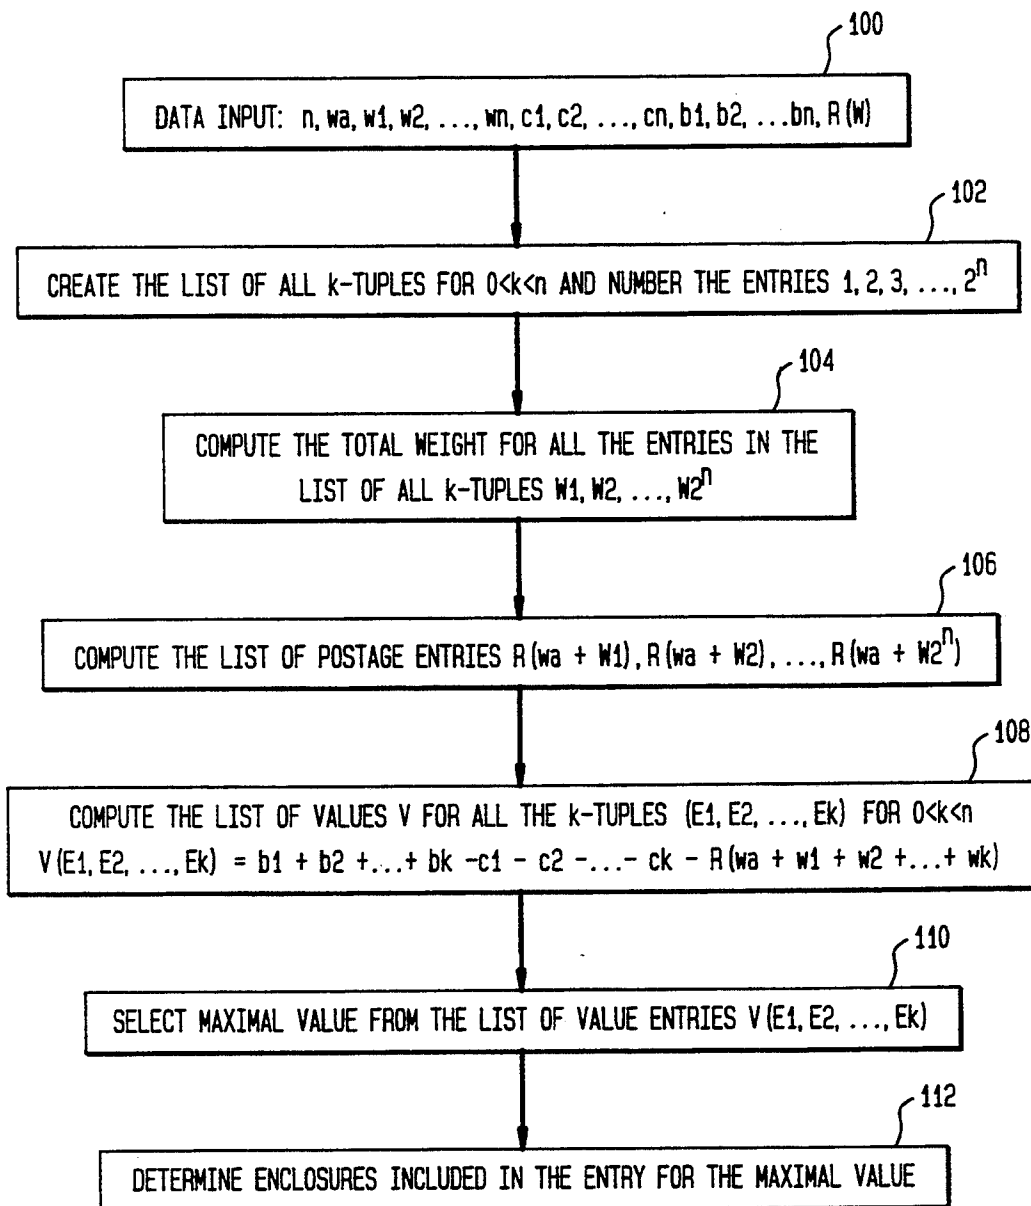 100
DATA INPUT: n, wa, w1, w2, ..., wn, c1, c2, ..., cn, b1, b2, ...bn, R(W)
102
CREATE THE LIST OF ALL k-TUPLES FOR 0<k<n AND NUMBER THE ENTRIES 1, 2, 3, ..., 2^n
104
COMPUTE THE TOTAL WEIGHT FOR ALL THE ENTRIES IN THE
LIST OF ALL k-TUPLES W1, W2, ..., W2^n
106
COMPUTE THE LIST OF POSTAGE ENTRIES R(wa + W1), R(wa + W2), ..., R(wa + W2^n)
108
COMPUTE THE LIST OF VALUES V FOR ALL THE k-TUPLES (E1, E2, ..., Ek) FOR 0<k<n
V(E1, E2, ..., Ek) = b1 + b2 +...+ bk -c1 - c2 -...- ck - R(wa + w1 + w2 +...+ wk)
110
SELECT MAXIMAL VALUE FROM THE LIST OF VALUE ENTRIES V(E1, E2, ..., Ek)
112
DETERMINE ENCLOSURES INCLUDED IN THE ENTRY FOR THE MAXIMAL VALUE